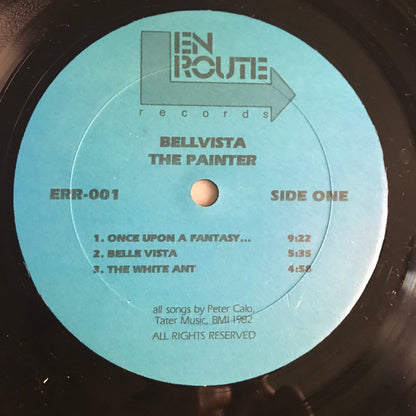 EN
ROUTE
records
BELLVISTA
THE PAINTER
ERR-001 SIDE ONE
1. ONCE UPON A FANTASY... 9:22
2. BELLE VISTA 5:35
3. THE WHITE ANT 4:58
all songs by Peter Calo,
Tater Music, BMI 1982
ALL RIGHTS RESERVED